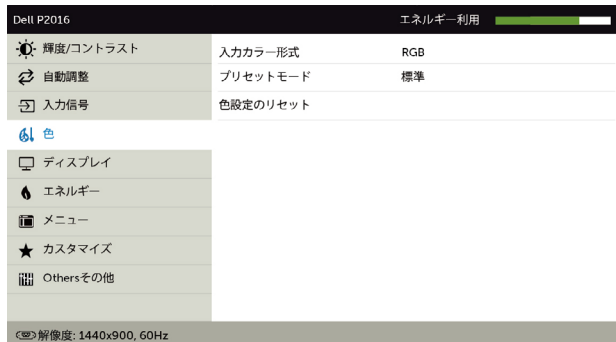 Dell P2016 エネルギー利用
輝度/コントラスト
自動調整
入力信号
色
ディスプレイ
エネルギー
メニュー
カスタマイズ
Othersその他
入力カラー形式 RGB
プリセットモード 標準
色設定のリセット
解像度: 1440x900, 60Hz